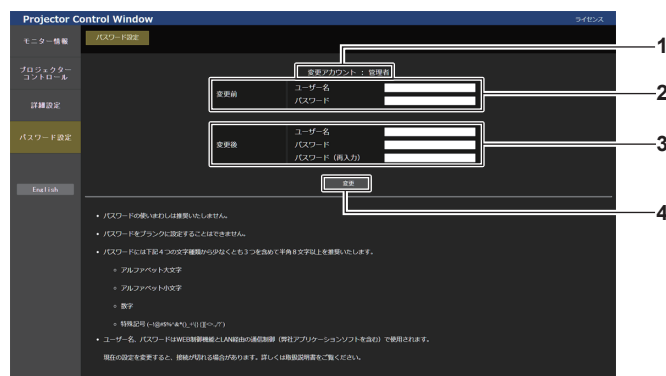 Projector Control Window
ライセンス
モニター情報
パスワード設定
プロジェクター
コントロール
詳細設定
パスワード設定
English
変更アカウント : 管理者
変更前
ユーザー名
パスワード
変更後
ユーザー名
パスワード
パスワード (再入力)
変更
1
2
3
4
• パスワードの使いまわしは推奨いたしません。
• パスワードをブランクに設定することはできません。
• パスワードには下記4つの文字種類から少なくとも3つを含めて半角8文字以上を推奨いたします。
○ アルファベット大文字
○ アルファベット小文字
○ 数字
○ 特殊記号
• ユーザー名、パスワードはWEB制御機能とLAN経由の通信制御 (弊社アプリケーションソフトを含む) で使用されます。
現在の設定を変更すると、接続が切れる場合があります。詳しくは取扱説明書をご覧ください。